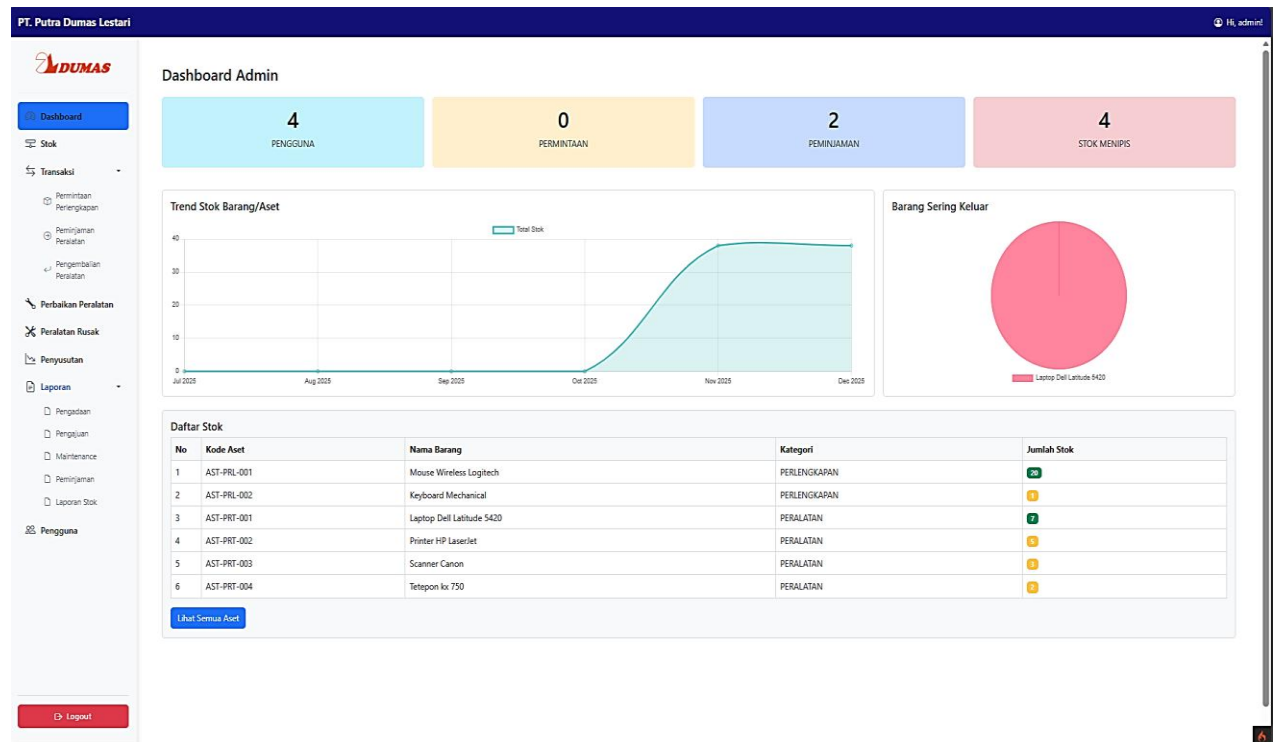 PT. Putra Dumas Lestari
Hi, admin!
DUMAS
Dashboard
Stok
Transaksi
Permintaan
Perlengkapan
Peminjaman
Peralatan
Pengembalian
Peralatan
Perbaikan Peralatan
Peralatan Rusak
Penyusutan
Laporan
Pengadaan
Pengajuan
Maintenance
Peminjaman
Laporan Stok
Pengguna
Logout
Dashboard Admin
4
PENGGUNA
0
PERMINTAAN
2
PEMINJAMAN
4
STOK MENIPIS
Trend Stok Barang/Aset
Total Stok
40
30
20
10
0
Jul 2025 Aug 2025 Sep 2025 Oct 2025 Nov 2025 Dec 2025
Barang Sering Keluar
Laptop Dell Latitude 5420
Daftar Stok
No Kode Aset Nama Barang Kategori Jumlah Stok
1 AST-PRL-001 Mouse Wireless Logitech PERLENGKAPAN 20
2 AST-PRL-002 Keyboard Mechanical PERLENGKAPAN 1
3 AST-PRT-001 Laptop Dell Latitude 5420 PERALATAN 7
4 AST-PRT-002 Printer HP LaserJet PERALATAN 5
5 AST-PRT-003 Scanner Canon PERALATAN 3
6 AST-PRT-004 Tetepon kx 750 PERALATAN 2
Lihat Semua Aset